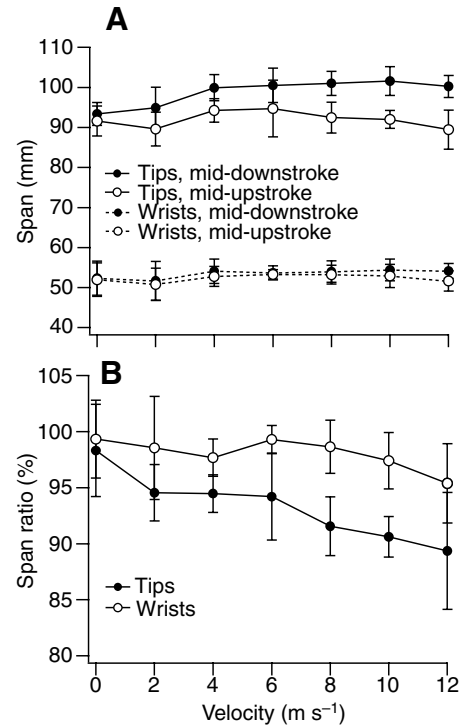 A
110
100
90
80
70
60
50
40
Span (mm)
Tips, mid-downstroke
Tips, mid-upstroke
Wrists, mid-downstroke
Wrists, mid-upstroke
B
105
100
95
90
85
80
Span ratio (%)
Tips
Wrists
0 2 4 6 8 10 12
Velocity (m s⁻¹)